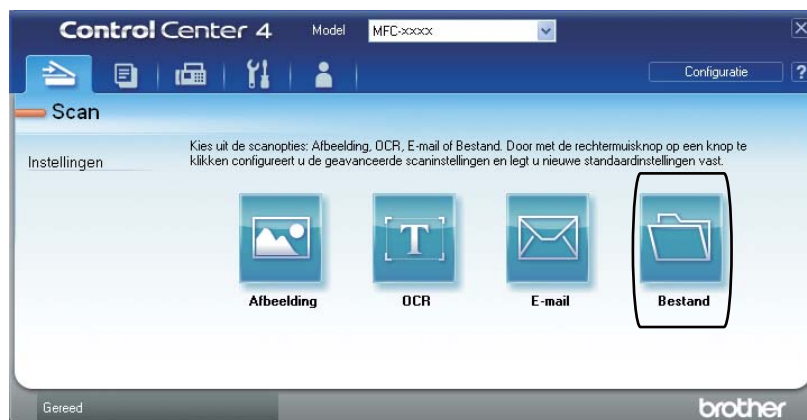 Control Center 4 Model MFC-xxxx X
Configuratie ?
Scan
Instellingen
Kies uit de scanopties: Afbeelding, OCR, E-mail of Bestand. Door met de rechtermuisknop op een knop te
klikken configureert u de geavanceerde scaninstellingen en legt u nieuwe standaardinstellingen vast.
T
Afbeelding OCR E-mail Bestand
Gereed brother